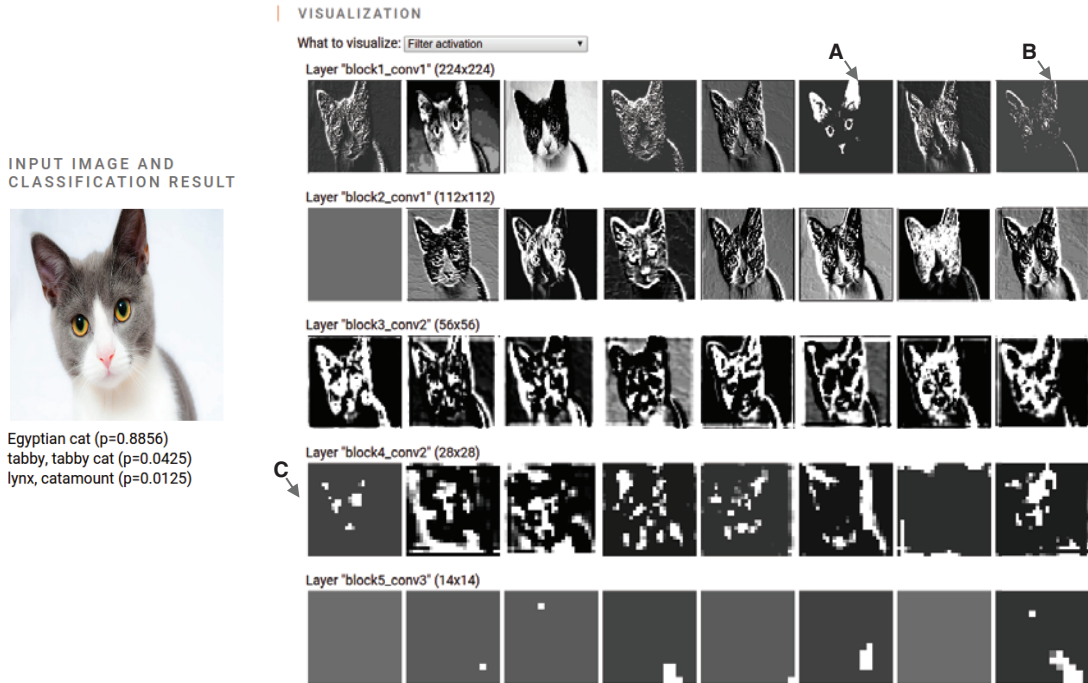 VISUALIZATION
What to visualize: Filter activation
A
B
Layer "block1_conv1" (224x224)
INPUT IMAGE AND
CLASSIFICATION RESULT
Layer "block2_conv1" (112x112)
Layer "block3_conv2" (56x56)
Egyptian cat (p=0.8856)
tabby, tabby cat (p=0.0425)
lynx, catamount (p=0.0125)
Layer "block4_conv2" (28x28)
C
Layer "block5_conv3" (14x14)